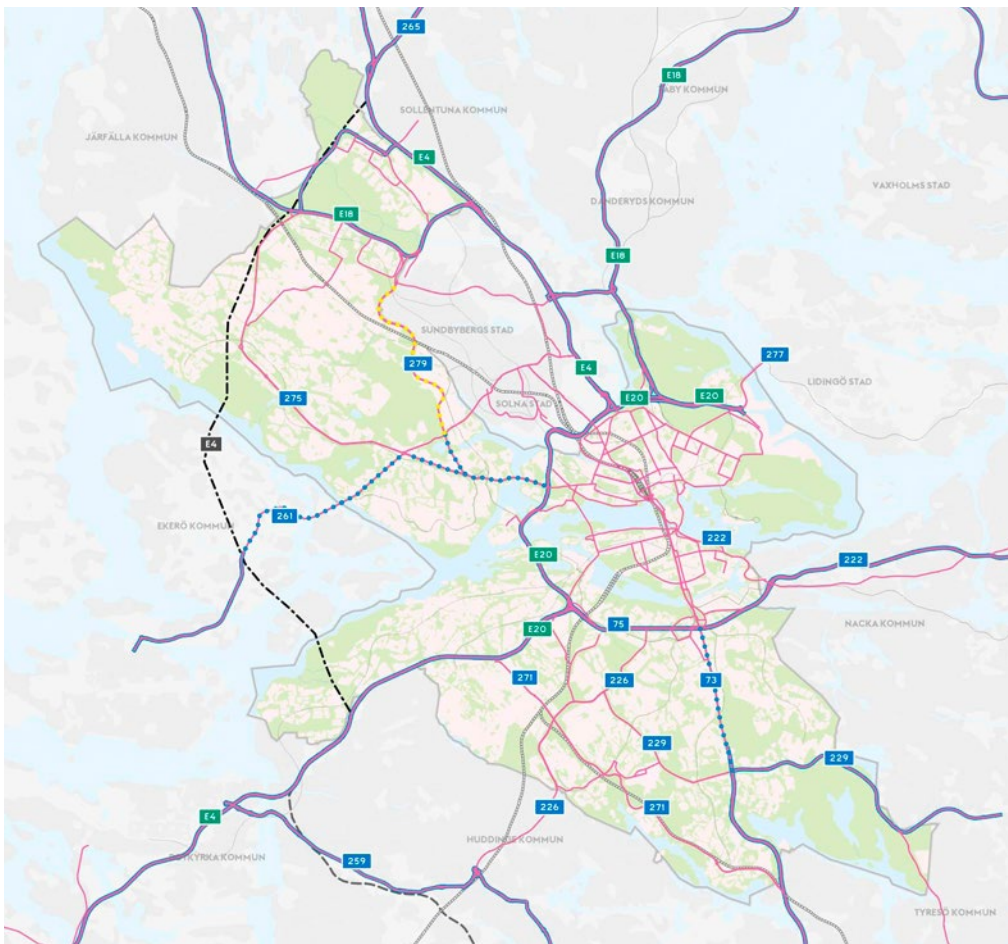 265
E18
TÄBY KOMMUN
SOLLENTUNA KOMMUN
JÄRFÄLLA KOMMUN
E4
VAXHOLMS STAD
DANDERYDS KOMMUN
E18
E18
SUNDBYBERGS STAD
277
279
E4
LIDINGÖ STAD
275
E20
E20
SOLNA STAD
E4
261
EKERÖ KOMMUN
222
E20
222
75
NACKA KOMMUN
E20
271
226
73
229
229
E4
226
271
HUDDINGE KOMMUN
BOTKYRKA KOMMUN
259
TYRESÖ KOMMUN